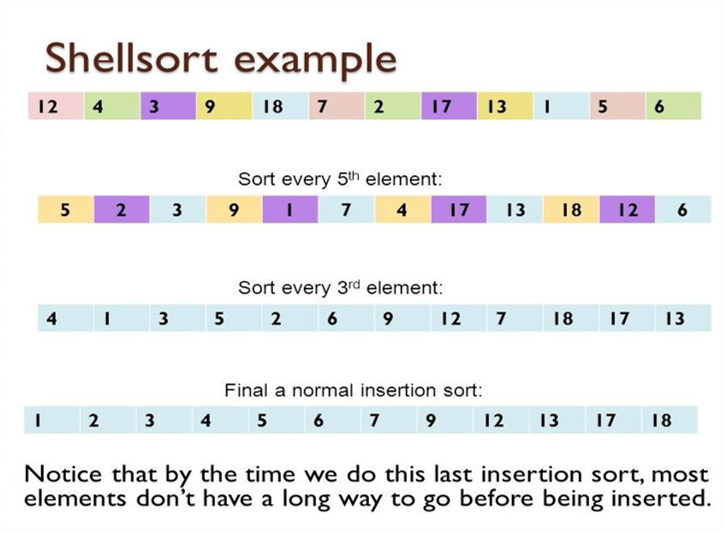 Shellsort example
12 4 3 9 18 7 2 17 13 1 5 6
Sort every 5th element:
5 2 3 9 1 7 4 17 13 18 12 6
Sort every 3rd element:
4 1 3 5 2 6 9 12 7 18 17 13
Final a normal insertion sort:
1 2 3 4 5 6 7 9 12 13 17 18
Notice that by the time we do this last insertion sort, most
elements don't have a long way to go before being inserted.